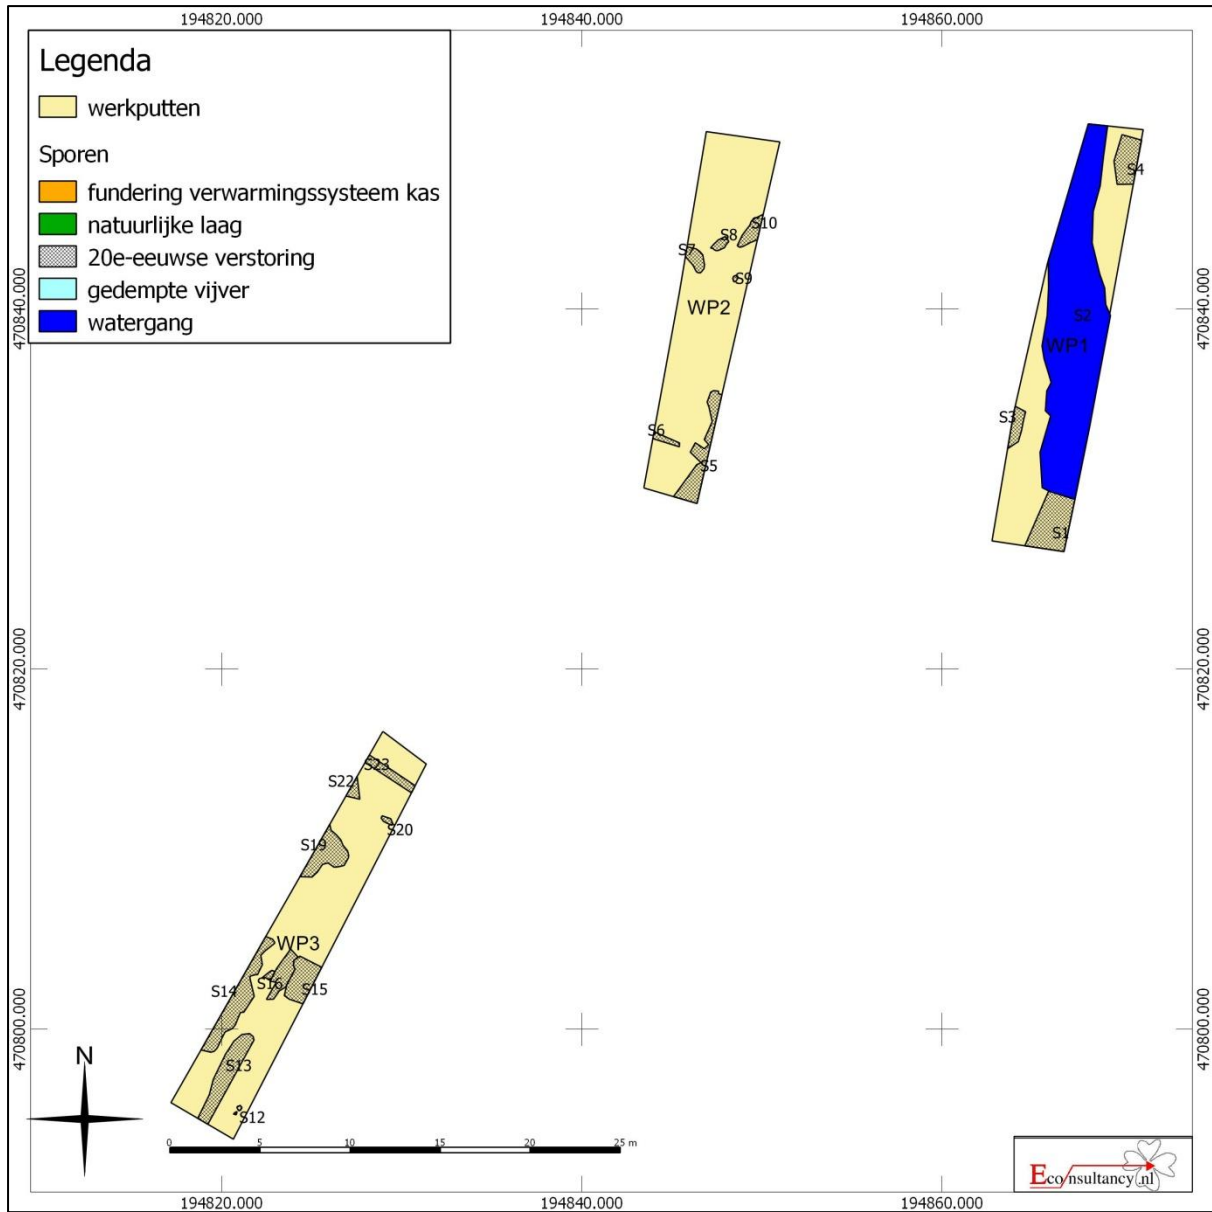 194820.000 194840.000 194860.000
Legenda
werkputten
Sporen
fundering verwarmingssysteem kas
natuurlijke laag
20e-eeuwse verstoring
gedempte vijver
watergang
470840.000
470840.000
S4
S10
S8
S7
S9
WP2
S2
WP1
S3
S6
S5
S1
470820.000
470820.000
S23
S22
S20
S19
WP3
S16
S14
S15
470800.000
470800.000
N
S13
S12
0 5 10 15 20 25 m
Econsultancy.nl
194820.000 194840.000 194860.000